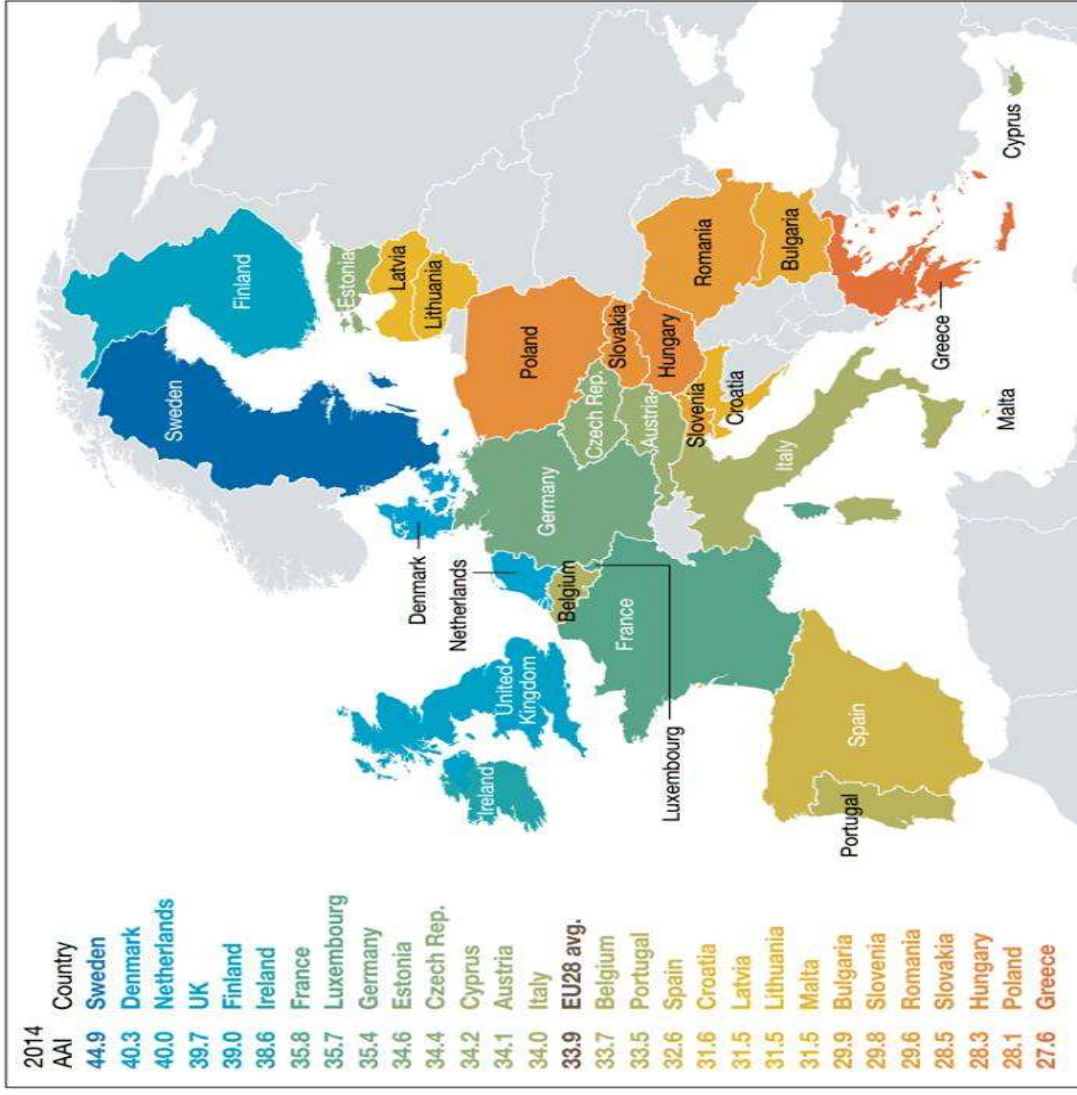 2014
AAI Country
44.9 Sweden
40.3 Denmark
40.0 Netherlands
39.7 UK
39.0 Finland
38.6 Ireland
35.8 France
35.7 Luxembourg
35.4 Germany
34.6 Estonia
34.4 Czech Rep.
34.2 Cyprus
34.1 Austria
34.0 Italy
33.9 EU28 avg.
33.7 Belgium
33.5 Portugal
32.6 Spain
31.6 Croatia
31.5 Latvia
31.5 Lithuania
31.5 Malta
29.9 Bulgaria
29.8 Slovenia
29.6 Romania
28.5 Slovakia
28.3 Hungary
28.1 Poland
27.6 Greece
Finland
Sweden
Estonia
Latvia
Lithuania
Denmark
Netherlands
Ireland
United
Kingdom
Poland
Germany
Belgium
Luxembourg
Czech Rep.
Slovakia
France
Austria
Hungary
Romania
Slovenia
Croatia
Bulgaria
Italy
Portugal
Spain
Greece
Malta
Cyprus